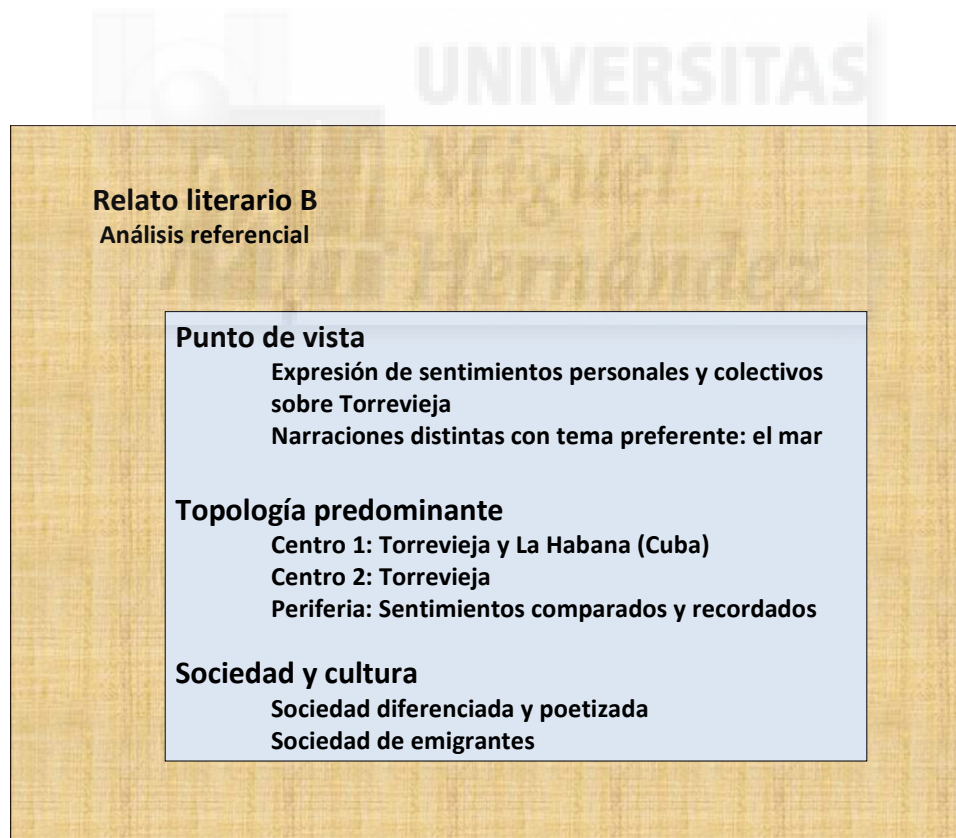 UNIVERSITAS
Miguel
Hernández
Relato literario B
Análisis referencial
Punto de vista
Expresión de sentimientos personales y colectivos
sobre Torrevieja
Narraciones distintas con tema preferente: el mar
Topología predominante
Centro 1: Torrevieja y La Habana (Cuba)
Centro 2: Torrevieja
Periferia: Sentimientos comparados y recordados
Sociedad y cultura
Sociedad diferenciada y poetizada
Sociedad de emigrantes